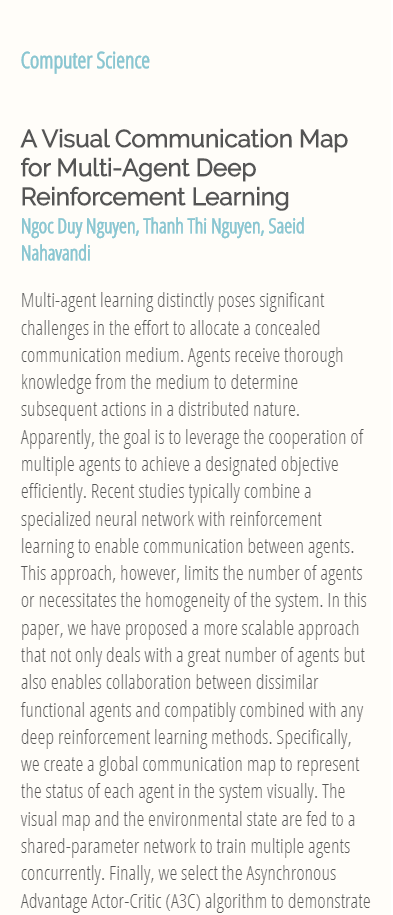 Computer Science
A Visual Communication Map
for Multi-Agent Deep
Reinforcement Learning
Ngoc Duy Nguyen, Thanh Thi Nguyen, Saeid
Nahavandi
Multi-agent learning distinctly poses significant
challenges in the effort to allocate a concealed
communication medium. Agents receive thorough
knowledge from the medium to determine
subsequent actions in a distributed nature.
Apparently, the goal is to leverage the cooperation of
multiple agents to achieve a designated objective
efficiently. Recent studies typically combine a
specialized neural network with reinforcement
learning to enable communication between agents.
This approach, however, limits the number of agents
or necessitates the homogeneity of the system. In this
paper, we have proposed a more scalable approach
that not only deals with a great number of agents but
also enables collaboration between dissimilar
functional agents and compatibly combined with any
deep reinforcement learning methods. Specifically,
we create a global communication map to represent
the status of each agent in the system visually. The
visual map and the environmental state are fed to a
shared-parameter network to train multiple agents
concurrently. Finally, we select the Asynchronous
Advantage Actor-Critic (A3C) algorithm to demonstrate